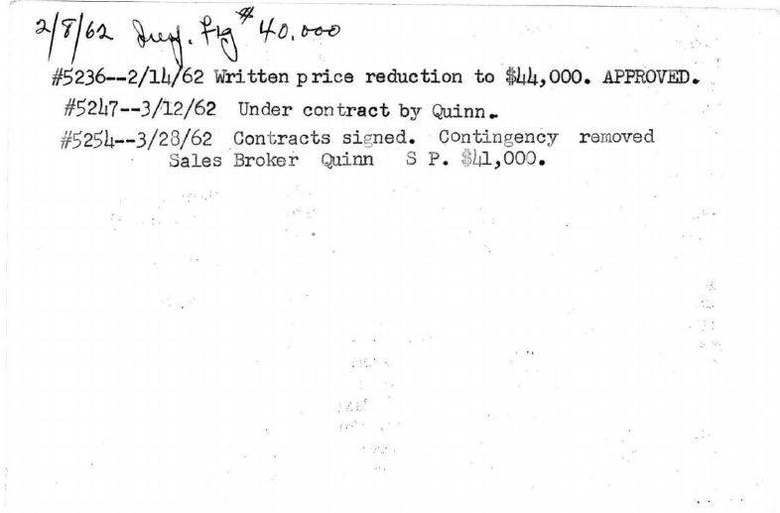 2/8/62 Fig $40.000
#5236--2/14/62 Written price reduction to $44,000. APPROVED.
#5247--3/12/62 Under contract by Quinn.
#5254--3/28/62 Contracts signed. Contingency removed
Sales Broker Quinn S P. $41,000.